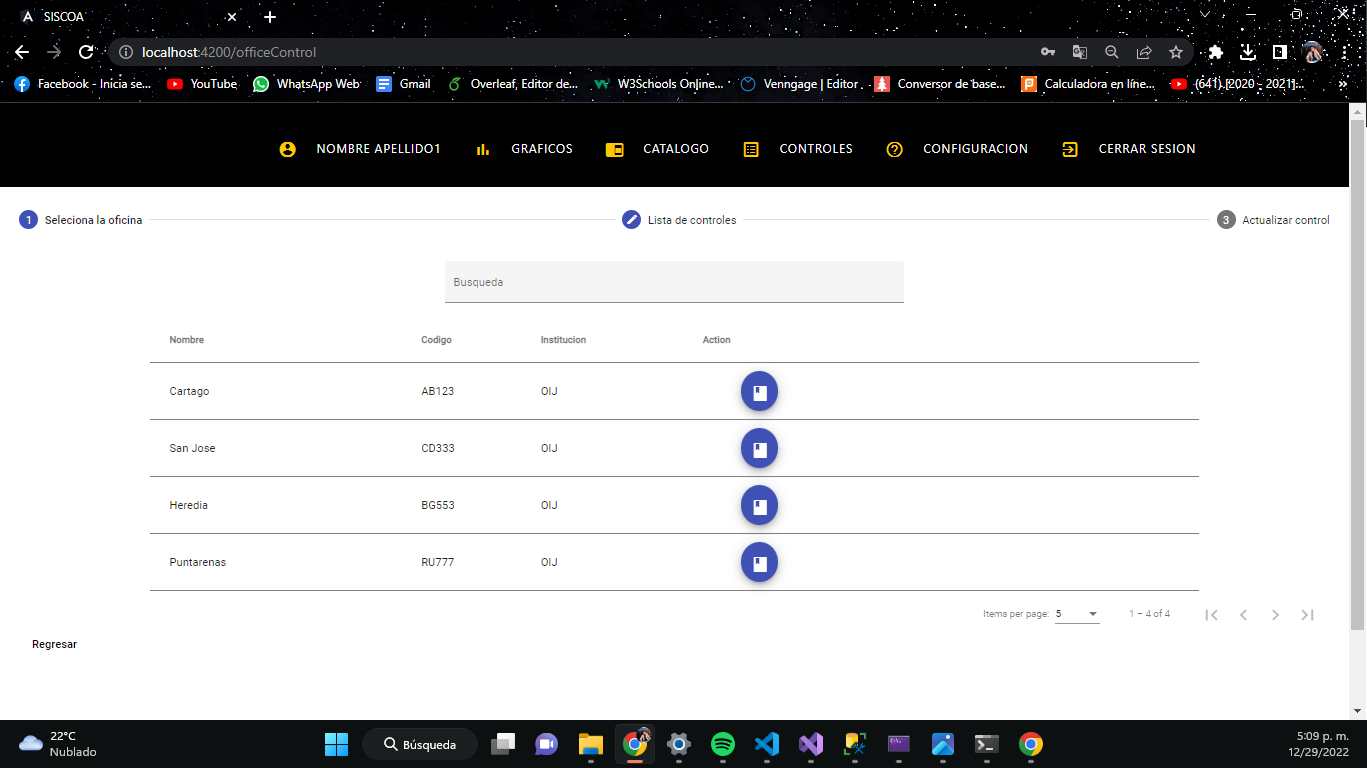 SISCOA
localhost:4200/officeControl
Facebook - Inicia se... YouTube WhatsApp Web Gmail Overleaf, Editor de... W3Schools Online... Venngage | Editor Conversor de base... Calculadora en líne... (641) [2020 - 2021]... »
NOMBRE APELLIDO1 GRAFICOS CATALOGO CONTROLES CONFIGURACION CERRAR SESION
1 Seleciona la oficina Lista de controles 3 Actualizar control
Busqueda
Nombre Codigo Institucion Action
Cartago AB123 OIJ
San Jose CD333 OIJ
Heredia BG553 OIJ
Puntarenas RU777 OIJ
Items per page: 5 1 – 4 of 4
Regresar
22°C
Nublado
Búsqueda
5:09 p. m.
12/29/2022